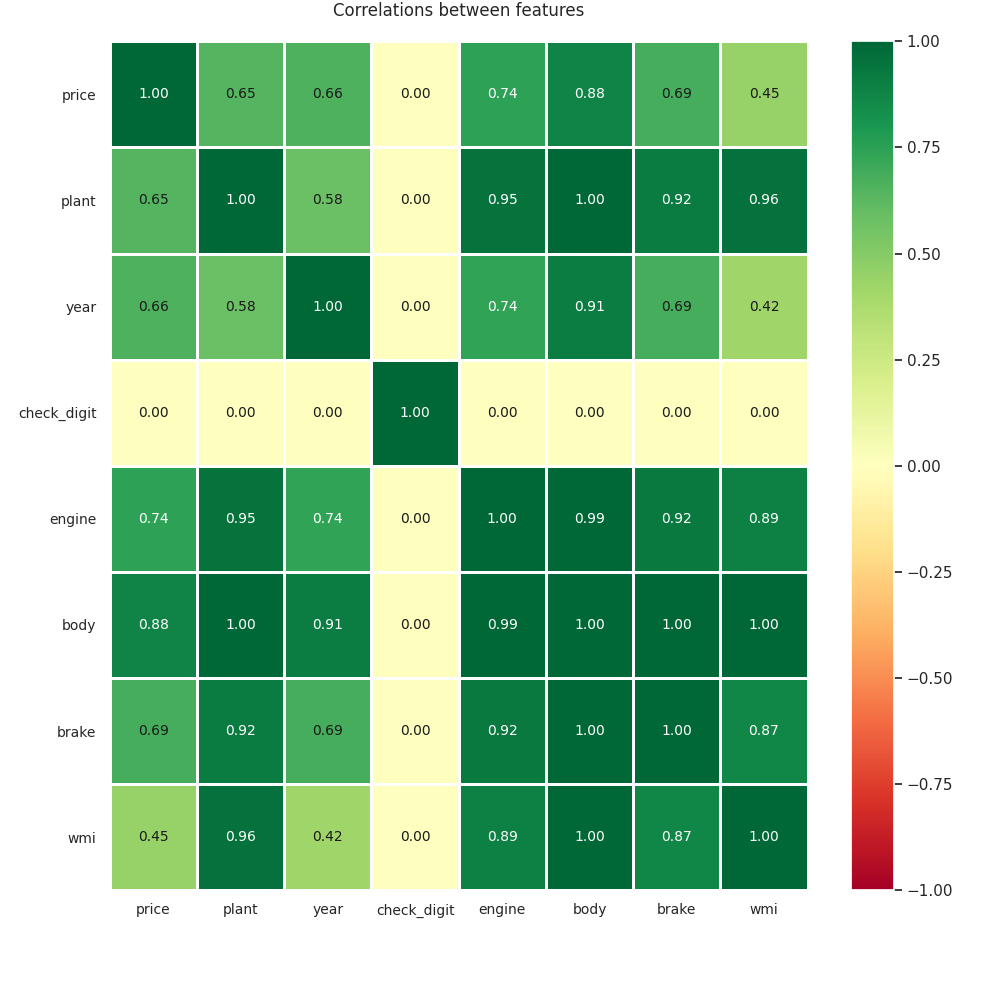 Correlations between features
price 1.00 0.65 0.66 0.00 0.74 0.88 0.69 0.45
plant 0.65 1.00 0.58 0.00 0.95 1.00 0.92 0.96
year 0.66 0.58 1.00 0.00 0.74 0.91 0.69 0.42
check_digit 0.00 0.00 0.00 1.00 0.00 0.00 0.00 0.00
engine 0.74 0.95 0.74 0.00 1.00 0.99 0.92 0.89
body 0.88 1.00 0.91 0.00 0.99 1.00 1.00 1.00
brake 0.69 0.92 0.69 0.00 0.92 1.00 1.00 0.87
wmi 0.45 0.96 0.42 0.00 0.89 1.00 0.87 1.00
price plant year check_digit engine body brake wmi
1.00
0.75
0.50
0.25
0.00
−0.25
−0.50
−0.75
−1.00